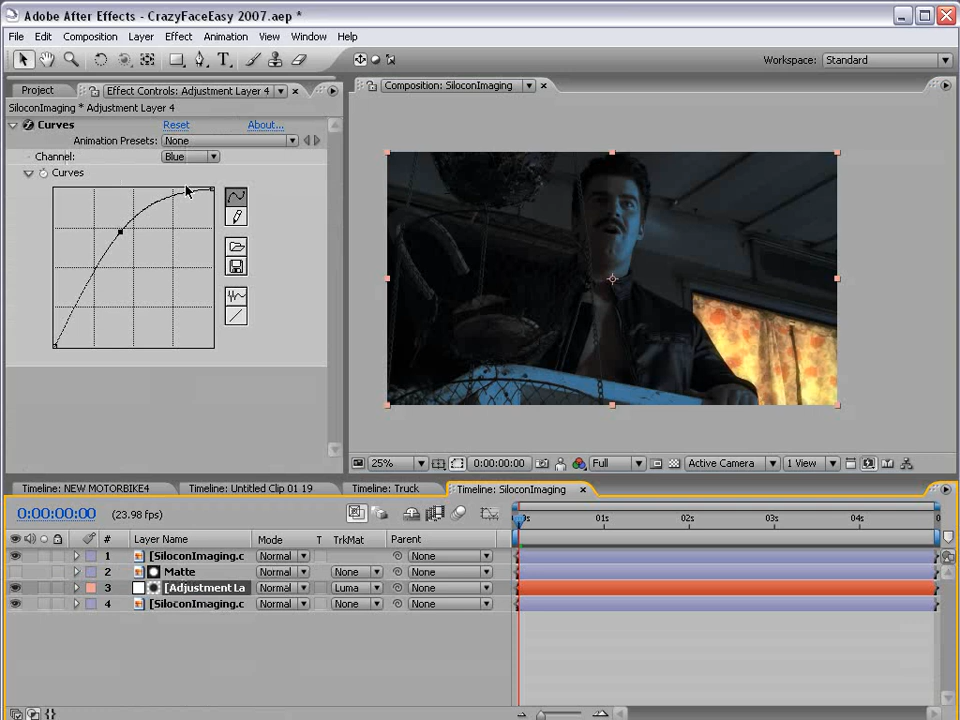 Adobe After Effects - CrazyFaceEasy 2007.aep *
File Edit Composition Layer Effect Animation View Window Help
Workspace: Standard
Project Effect Controls: Adjustment Layer 4
Composition: SiloconImaging
SiloconImaging * Adjustment Layer 4
Curves Reset About...
Animation Presets: None
Channel: Blue
Curves
25% 0:00:00:00 Full Active Camera 1 View
Timeline: NEW MOTORBIKE4 Timeline: Untitled Clip 01 19 Timeline: Truck Timeline: SiloconImaging
0:00:00:00 (23.98 fps)
01s 02s 03s 04s
# Layer Name Mode T TrkMat Parent
1 [SiloconImaging.c Normal None
2 Matte Normal None None
3 [Adjustment La Normal Luma None
4 [SiloconImaging.c Normal None None